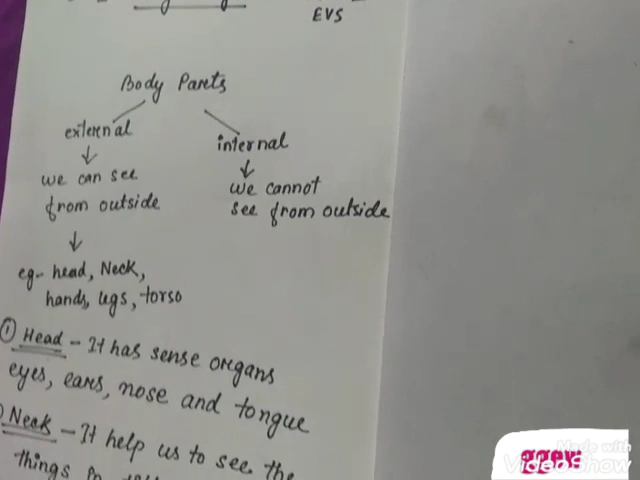 EVS
Body Parts
external internal
we can see we cannot
from outside see from outside
eg- head, Neck,
hands, legs, torso
① Head - It has sense organs
eyes, ears, nose and tongue
Neck - It help us to see the
things
Made with
VideoShow